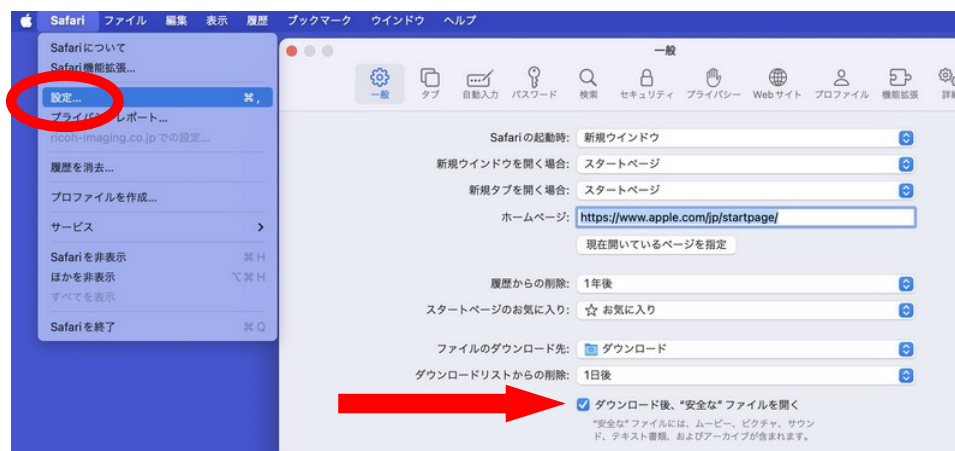 Safari ファイル 編集 表示 履歴 ブックマーク ウインドウ ヘルプ
Safariについて
Safari機能拡張...
設定... ⌘,
プライバシーレポート...
ricoh-imaging.co.jpでの設定...
履歴を消去...
プロファイルを作成...
サービス
Safariを非表示 ⌘H
ほかを非表示 ⌥⌘H
すべてを表示
Safariを終了 ⌘Q
一般
一般 タブ 自動入力 パスワード 検索 セキュリティ プライバシー Webサイト プロファイル 機能拡張
Safariの起動時: 新規ウインドウ
新規ウインドウを開く場合: スタートページ
新規タブを開く場合: スタートページ
ホームページ: https://www.apple.com/jp/startpage/
現在開いているページを指定
履歴からの削除: 1年後
スタートページのお気に入り: お気に入り
ファイルのダウンロード先: ダウンロード
ダウンロードリストからの削除: 1日後
ダウンロード後、"安全な"ファイルを開く
"安全な"ファイルには、ムービー、ピクチャ、サウン
ド、テキスト書類、およびアーカイブが含まれます。